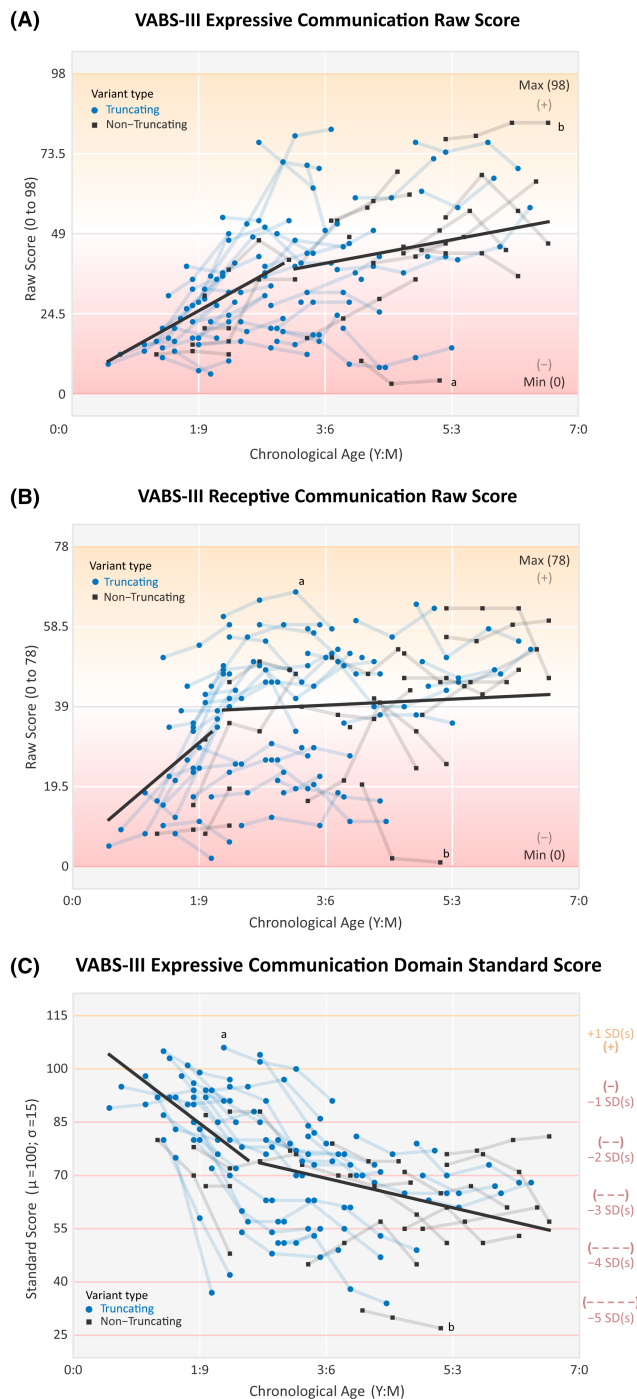 (A) VABS-III Expressive Communication Raw Score
98
73.5
49
24.5
0
Raw Score (0 to 98)
Variant type
Truncating
Non−Truncating
Max (98)
(+)
b
a
(−)
Min (0)
0:0 1:9 3:6 5:3 7:0
Chronological Age (Y:M)
(B) VABS-III Receptive Communication Raw Score
78
58.5
39
19.5
0
Raw Score (0 to 78)
Variant type
Truncating
Non−Truncating
a
Max (78)
(+)
b
(−)
Min (0)
0:0 1:9 3:6 5:3 7:0
Chronological Age (Y:M)
(C) VABS-III Expressive Communication Domain Standard Score
115
100
85
70
55
40
25
Standard Score (μ=100; σ=15)
a
b
+1 SD(s)
(+)
(−)
−1 SD(s)
(− −)
−2 SD(s)
(− − −)
−3 SD(s)
(− − − −)
−4 SD(s)
(− − − − −)
−5 SD(s)
Variant type
Truncating
Non−Truncating
0:0 1:9 3:6 5:3 7:0
Chronological Age (Y:M)